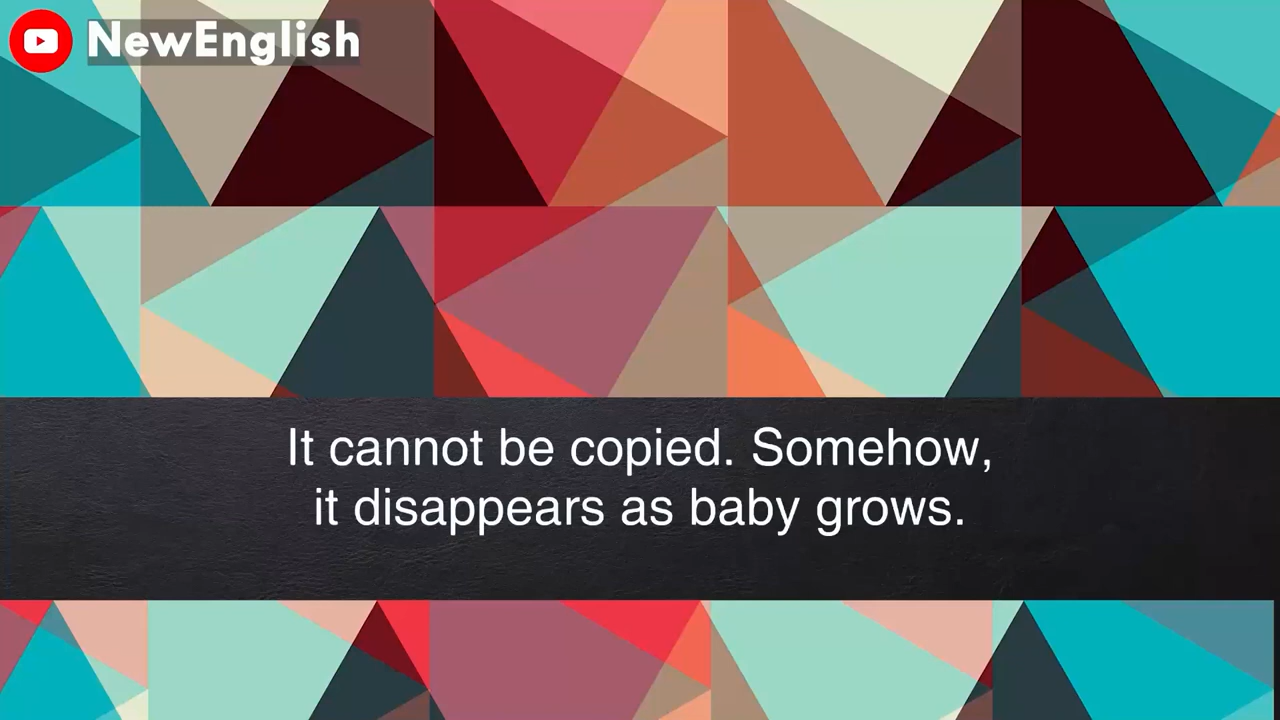 NewEnglish
It cannot be copied. Somehow,
it disappears as baby grows.